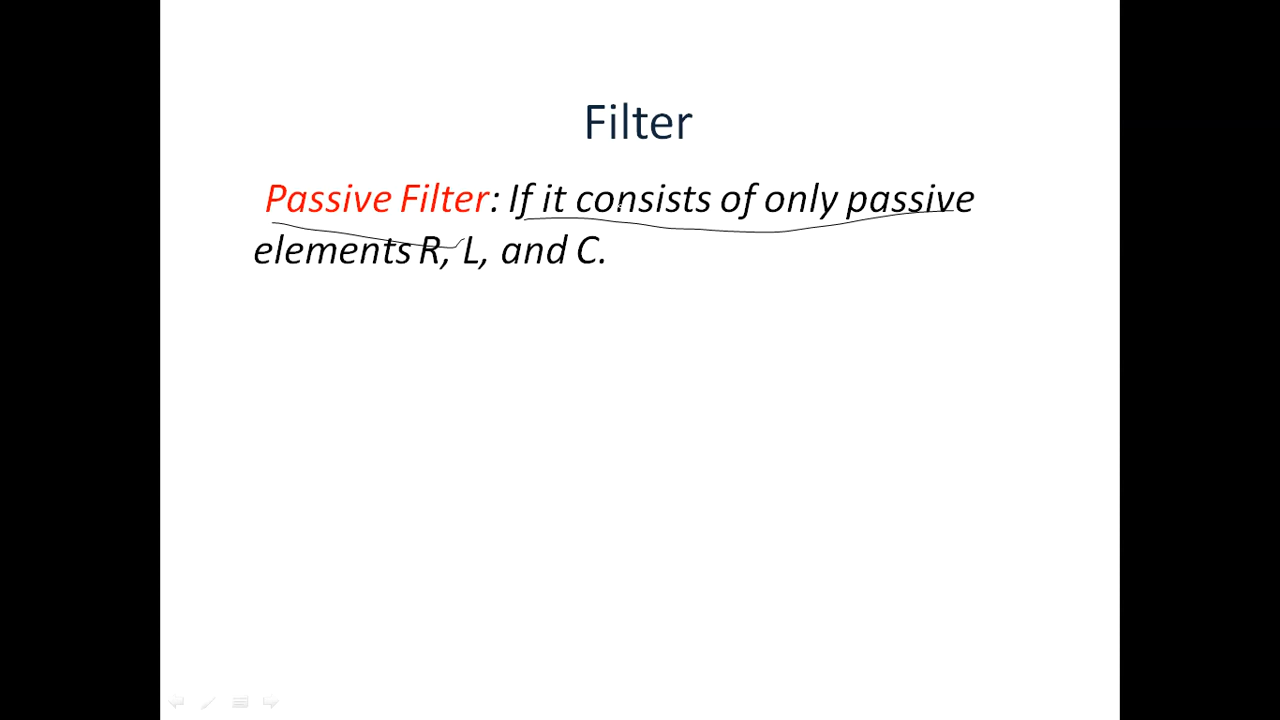 Filter
Passive Filter: If it consists of only passive
elements R, L, and C.